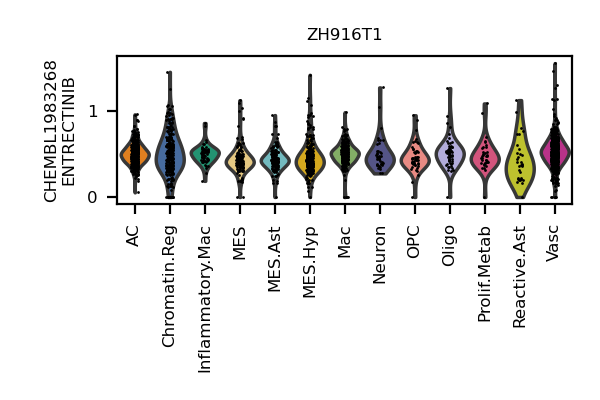 ZH916T1
CHEMBL1983268
ENTRECTINIB
1
0
AC
Chromatin.Reg
Inflammatory.Mac
MES
MES.Ast
MES.Hyp
Mac
Neuron
OPC
Oligo
Prolif.Metab
Reactive.Ast
Vasc